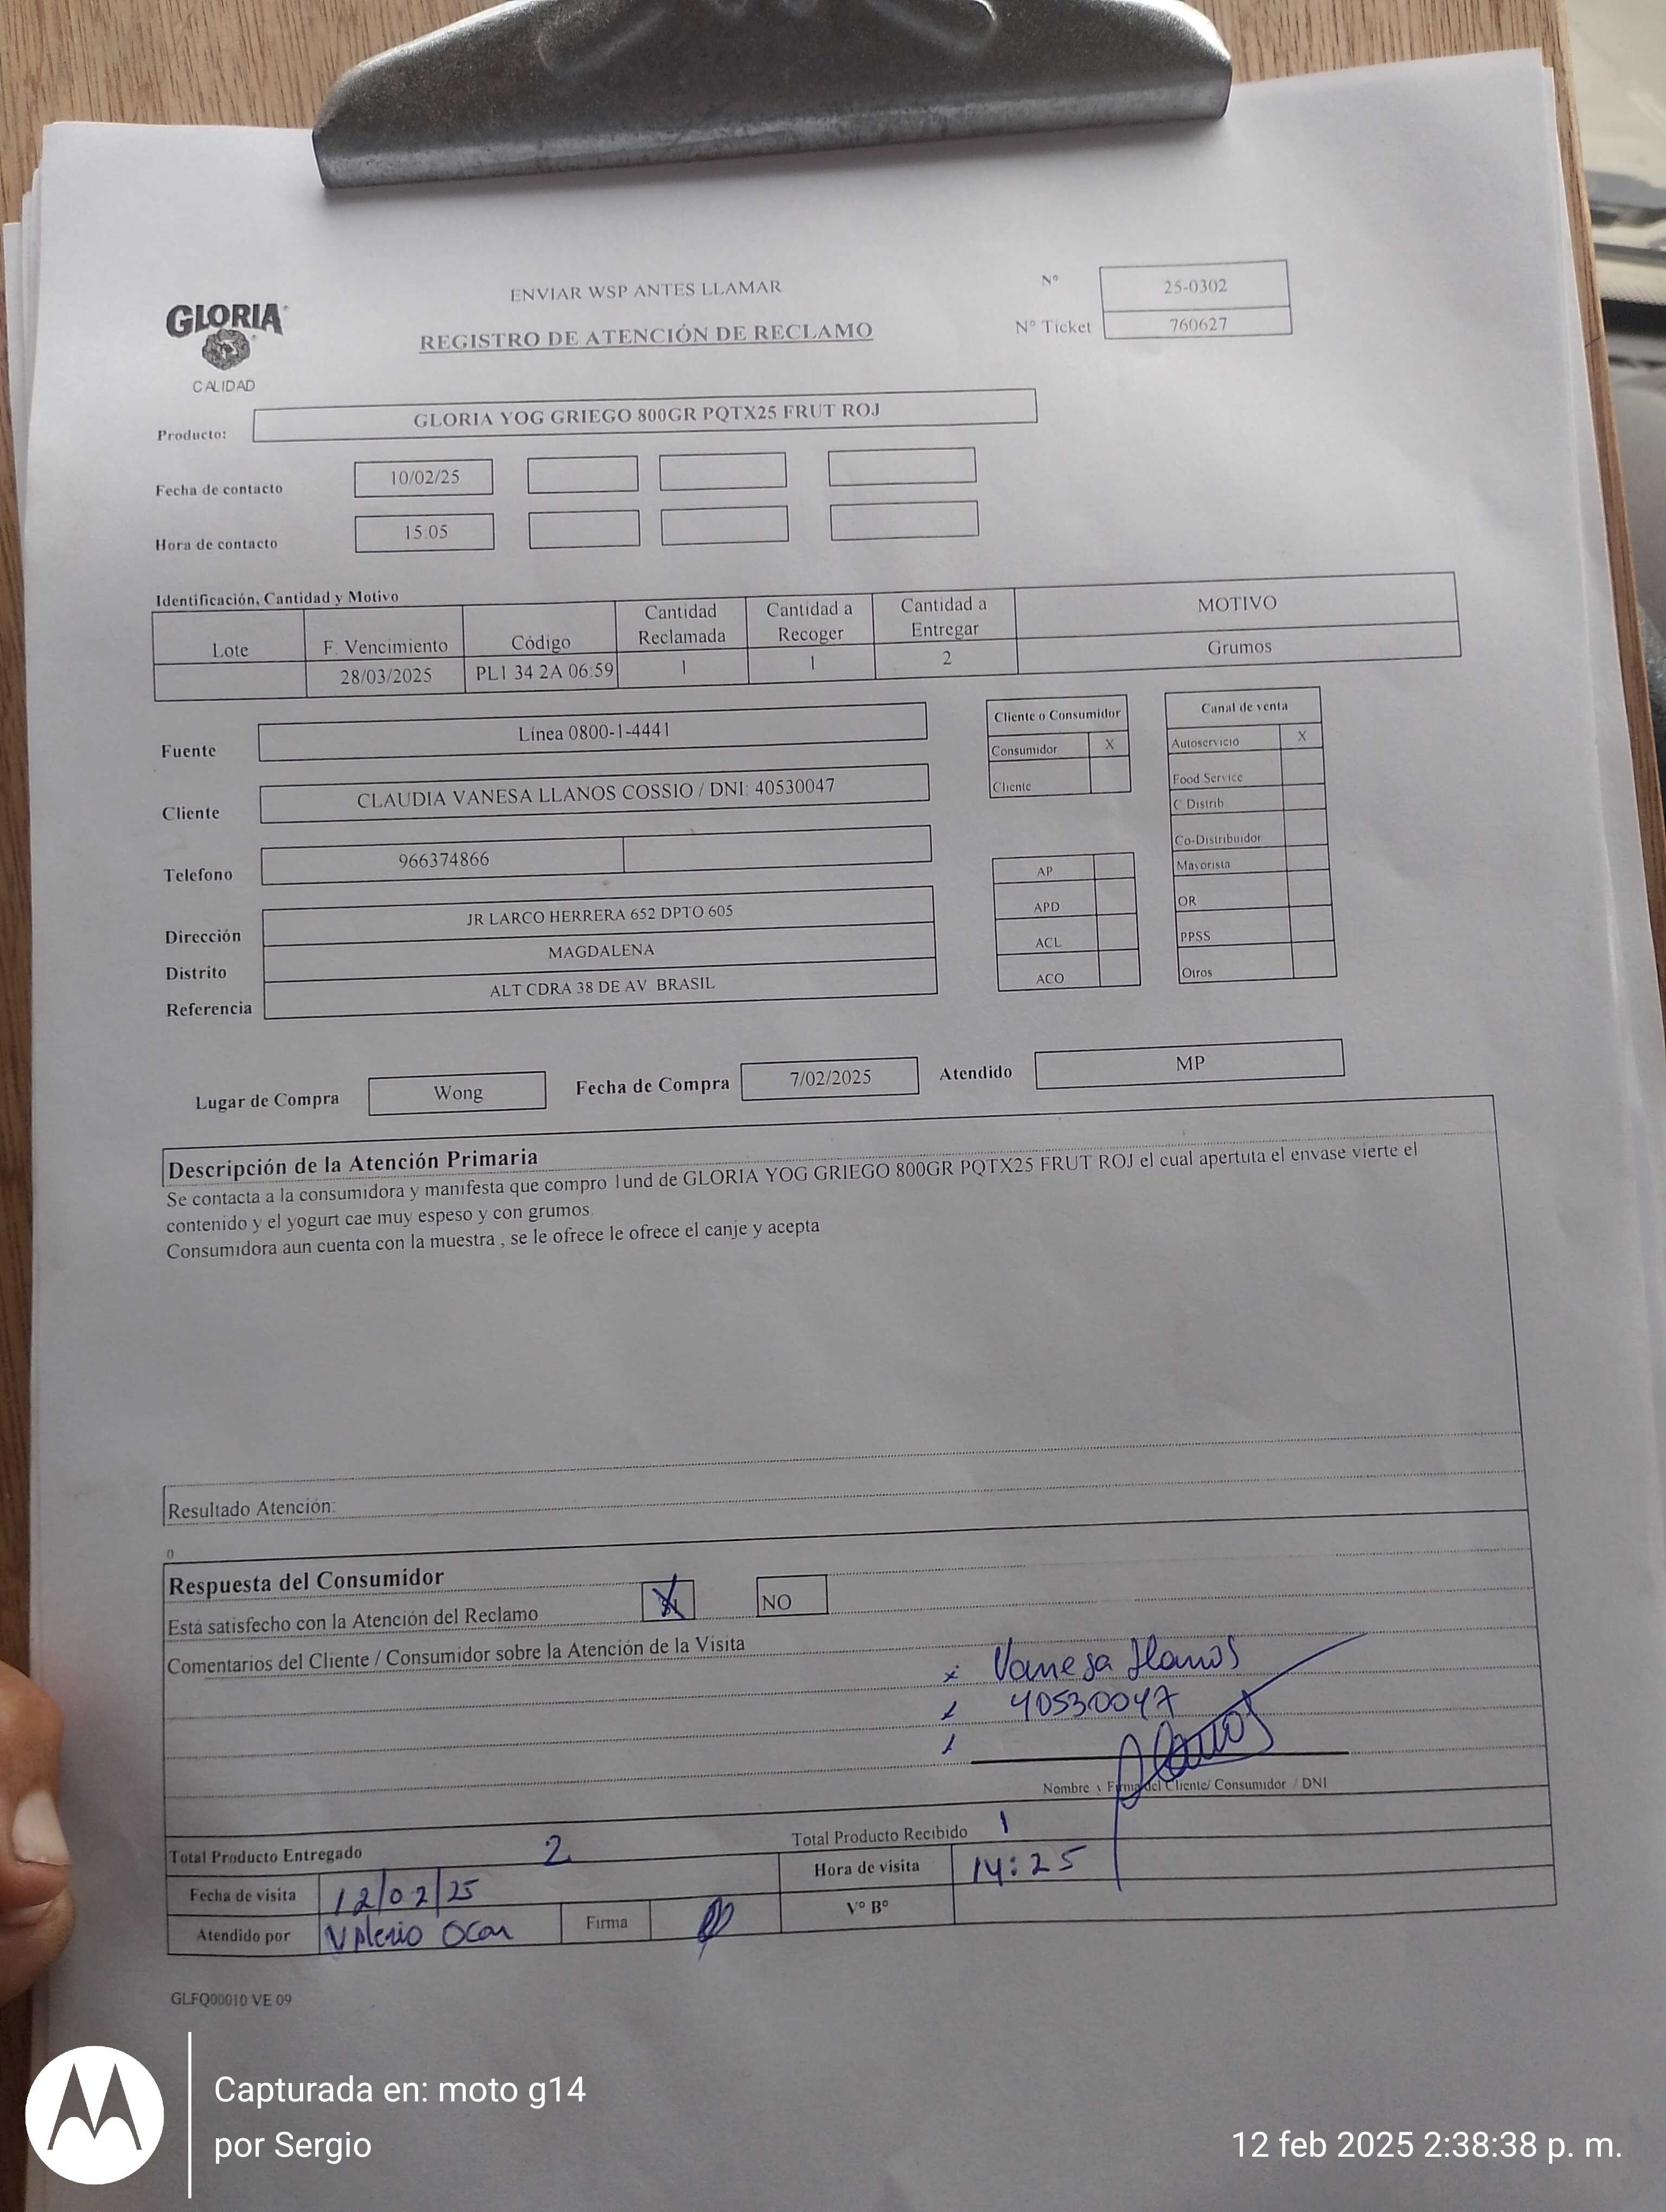 ENVIAR WSP ANTES LLAMAR
Nº 25-0302
GLORIA
CALIDAD
REGISTRO DE ATENCIÓN DE RECLAMO
Nº Ticket 760627
Producto: GLORIA YOG GRIEGO 800GR PQTX25 FRUT ROJ
Fecha de contacto 10/02/25
Hora de contacto 15:05
Identificación, Cantidad y Motivo
Lote F. Vencimiento Código Cantidad Reclamada Cantidad a Recoger Cantidad a Entregar MOTIVO
28/03/2025 PL1 34 2A 06:59 1 1 2 Grumos
Fuente Línea 0800-1-4441
Cliente CLAUDIA VANESA LLANOS COSSIO / DNI: 40530047
Telefono 966374866
Dirección JR LARCO HERRERA 652 DPTO 605
Distrito MAGDALENA
Referencia ALT CDRA 38 DE AV BRASIL
Cliente o Consumidor
Consumidor X
Cliente
AP
APD
ACL
ACO
Canal de venta
Autoservicio X
Food Service
C Distrib
Co-Distribuidor
Mayorista
OR
PPSS
Otros
Lugar de Compra Wong Fecha de Compra 7/02/2025 Atendido MP
Descripción de la Atención Primaria
Se contacta a la consumidora y manifesta que compro 1und de GLORIA YOG GRIEGO 800GR PQTX25 FRUT ROJ el cual apertuta el envase vierte el
contenido y el yogurt cae muy espeso y con grumos.
Consumidora aun cuenta con la muestra , se le ofrece le ofrece el canje y acepta
Resultado Atención:
0
Respuesta del Consumidor
Está satisfecho con la Atención del Reclamo X NO
Comentarios del Cliente / Consumidor sobre la Atención de la Visita
x Vanesa Llanos
40530047
Nombre y Firma del Cliente/ Consumidor / DNI
Total Producto Entregado 2 Total Producto Recibido 1
Fecha de visita 12/02/25 Hora de visita 14:25
Atendido por Valerio Firma Vº Bº
GLFQ00010 VE 09
Capturada en: moto g14
por Sergio
12 feb 2025 2:38:38 p. m.